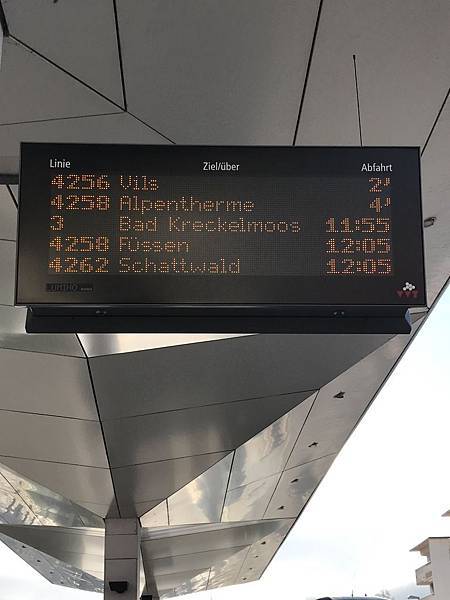 Linie Ziel/über Abfahrt
4256 Vils 2'
4258 Alpentherme 4'
3 Bad Kreckelmoos 11:55
4258 Füssen 12:05
4262 Schattwald 12:05